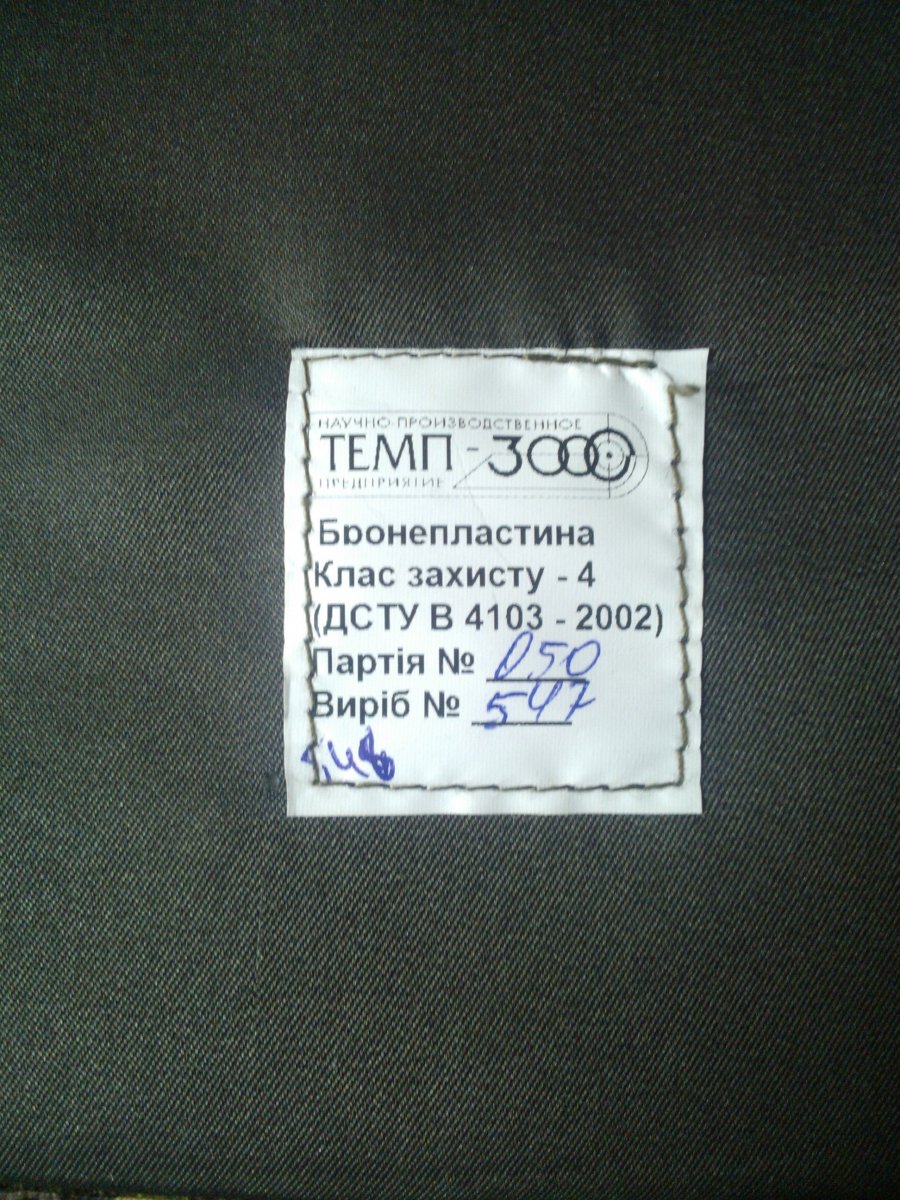 НАУЧНО-ПРОИЗВОДСТВЕННОЕ
ТЕМП - 3000
ПРЕДПРИЯТИЕ
Бронепластина
Клас захисту - 4
(ДСТУ В 4103 - 2002)
Партія № 050
Виріб № 547